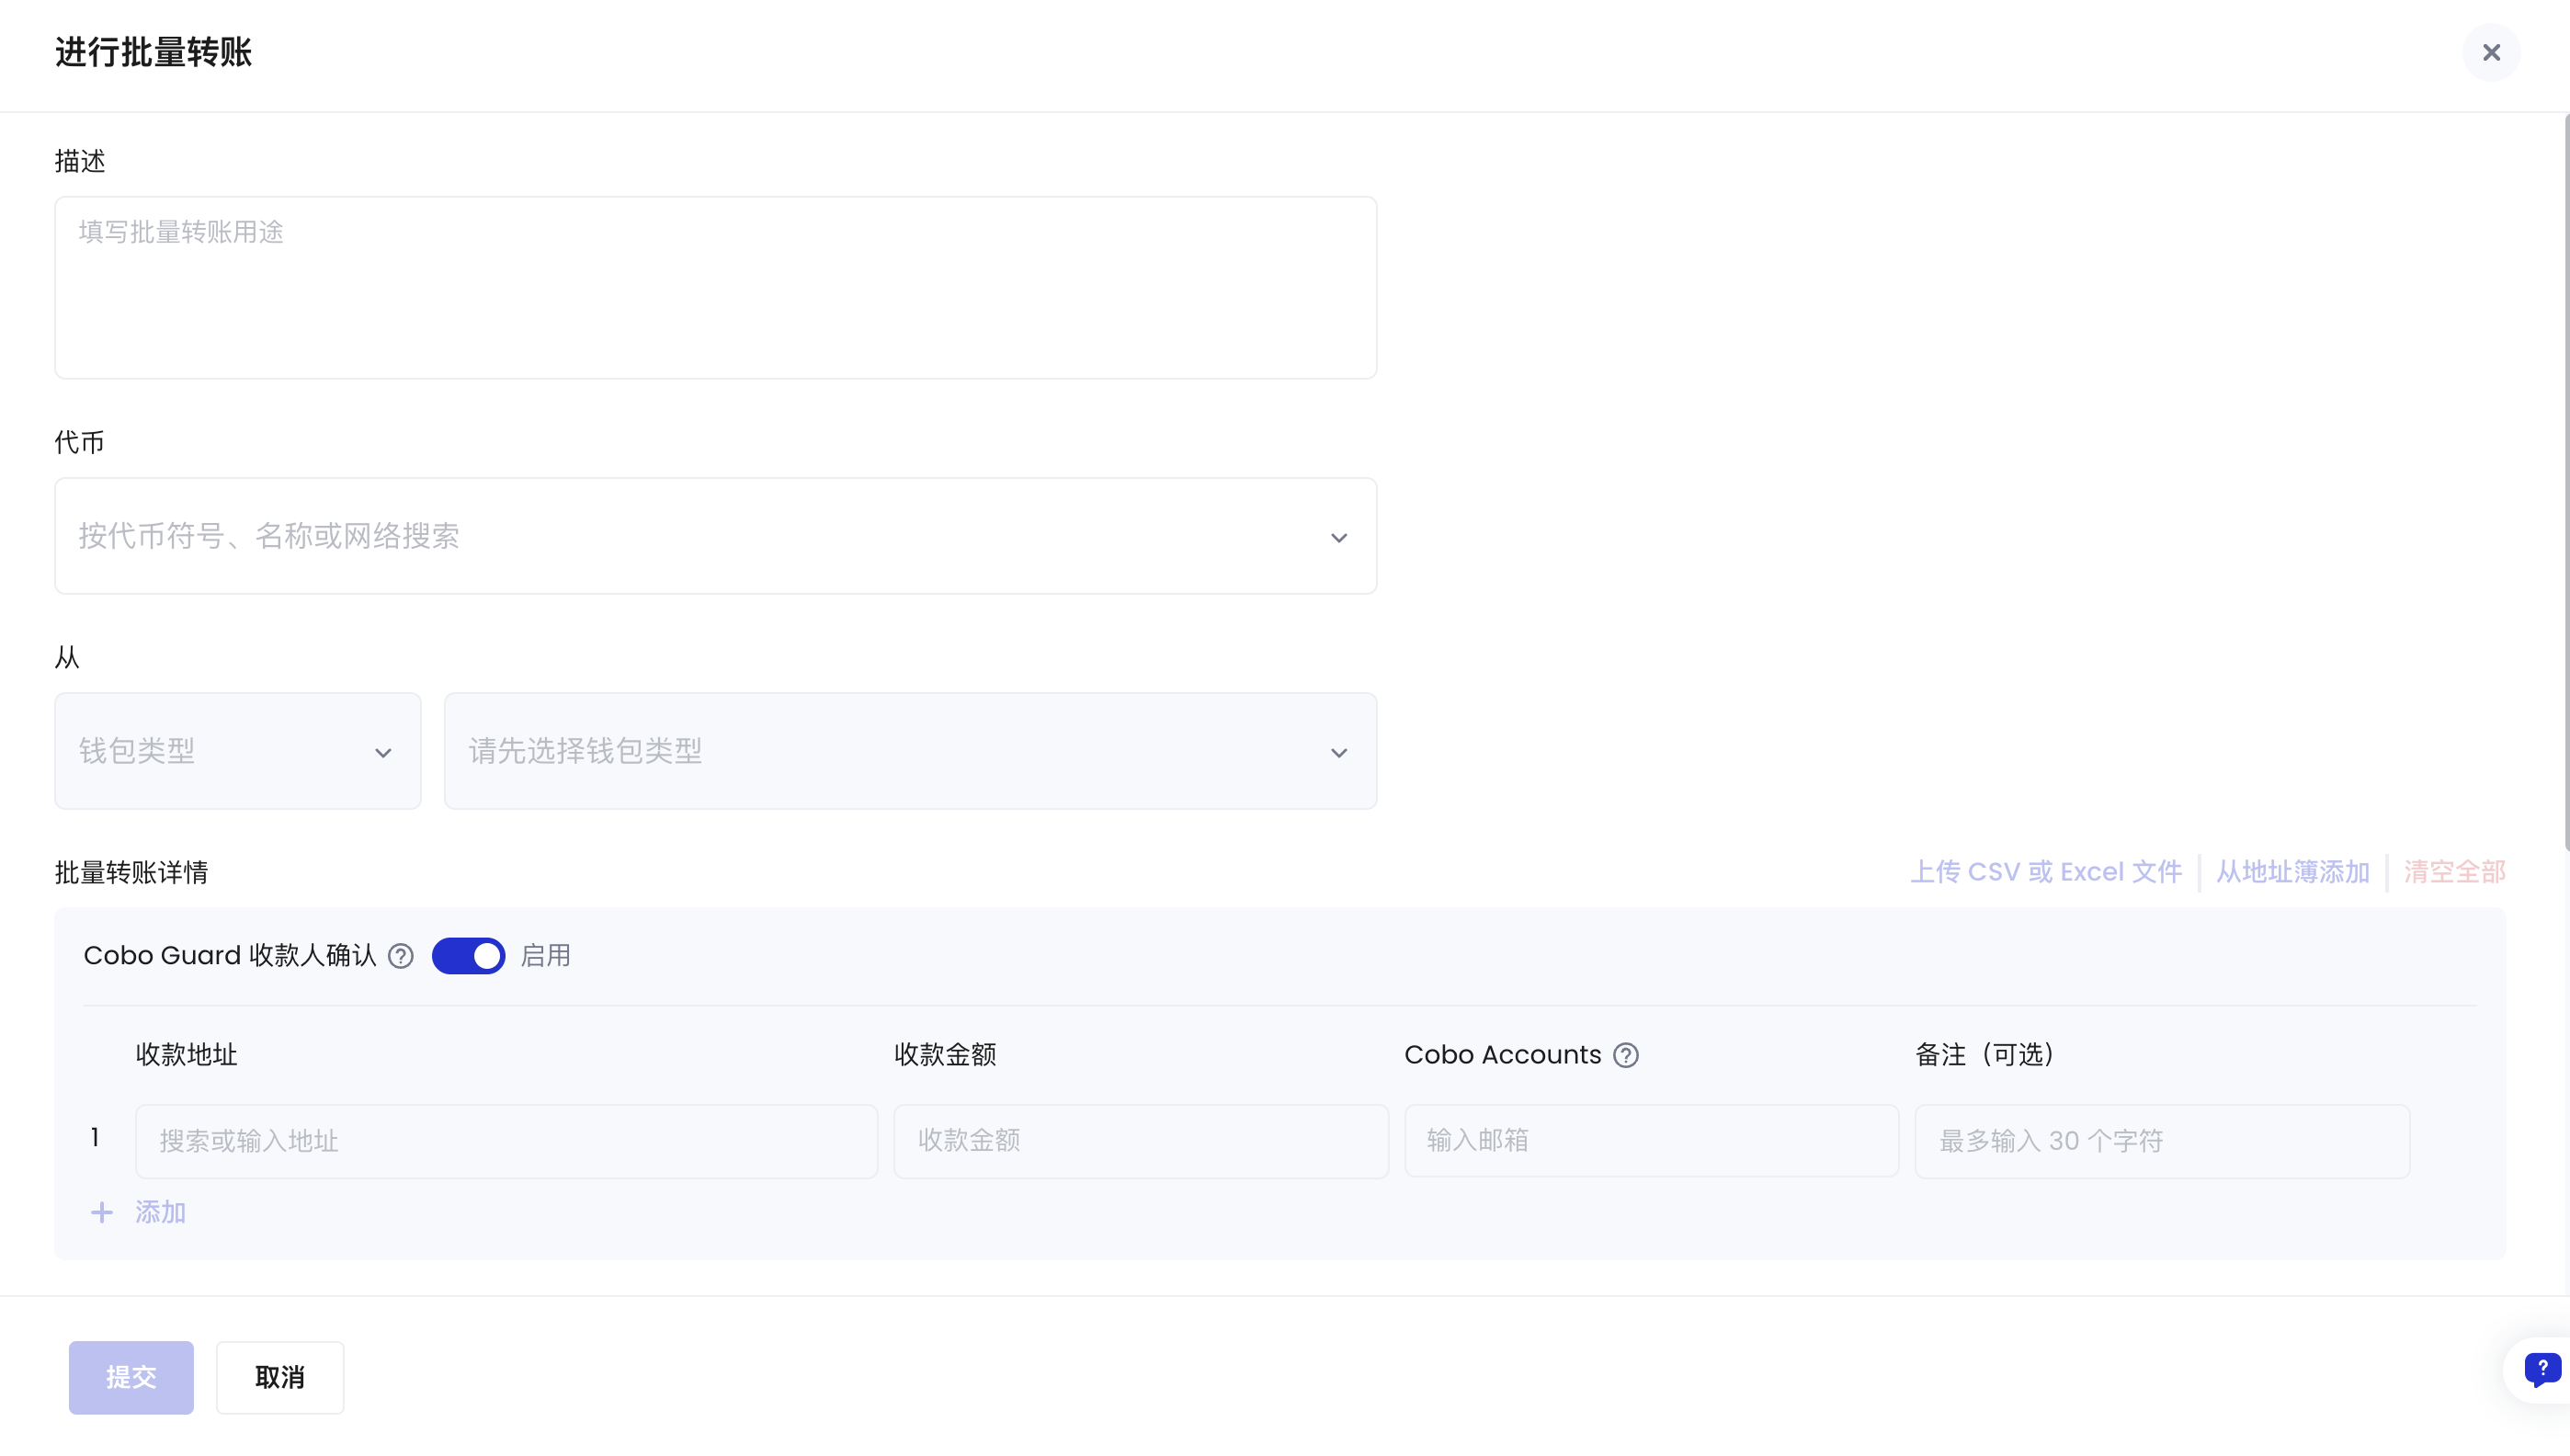 进行批量转账
描述
填写批量转账用途
代币
按代币符号、名称或网络搜索
从
钱包类型
请先选择钱包类型
批量转账详情
上传 CSV 或 Excel 文件
从地址簿添加
清空全部
Cobo Guard 收款人确认
启用
收款地址
收款金额
Cobo Accounts
备注（可选）
1
搜索或输入地址
收款金额
输入邮箱
最多输入 30 个字符
+ 添加
提交
取消